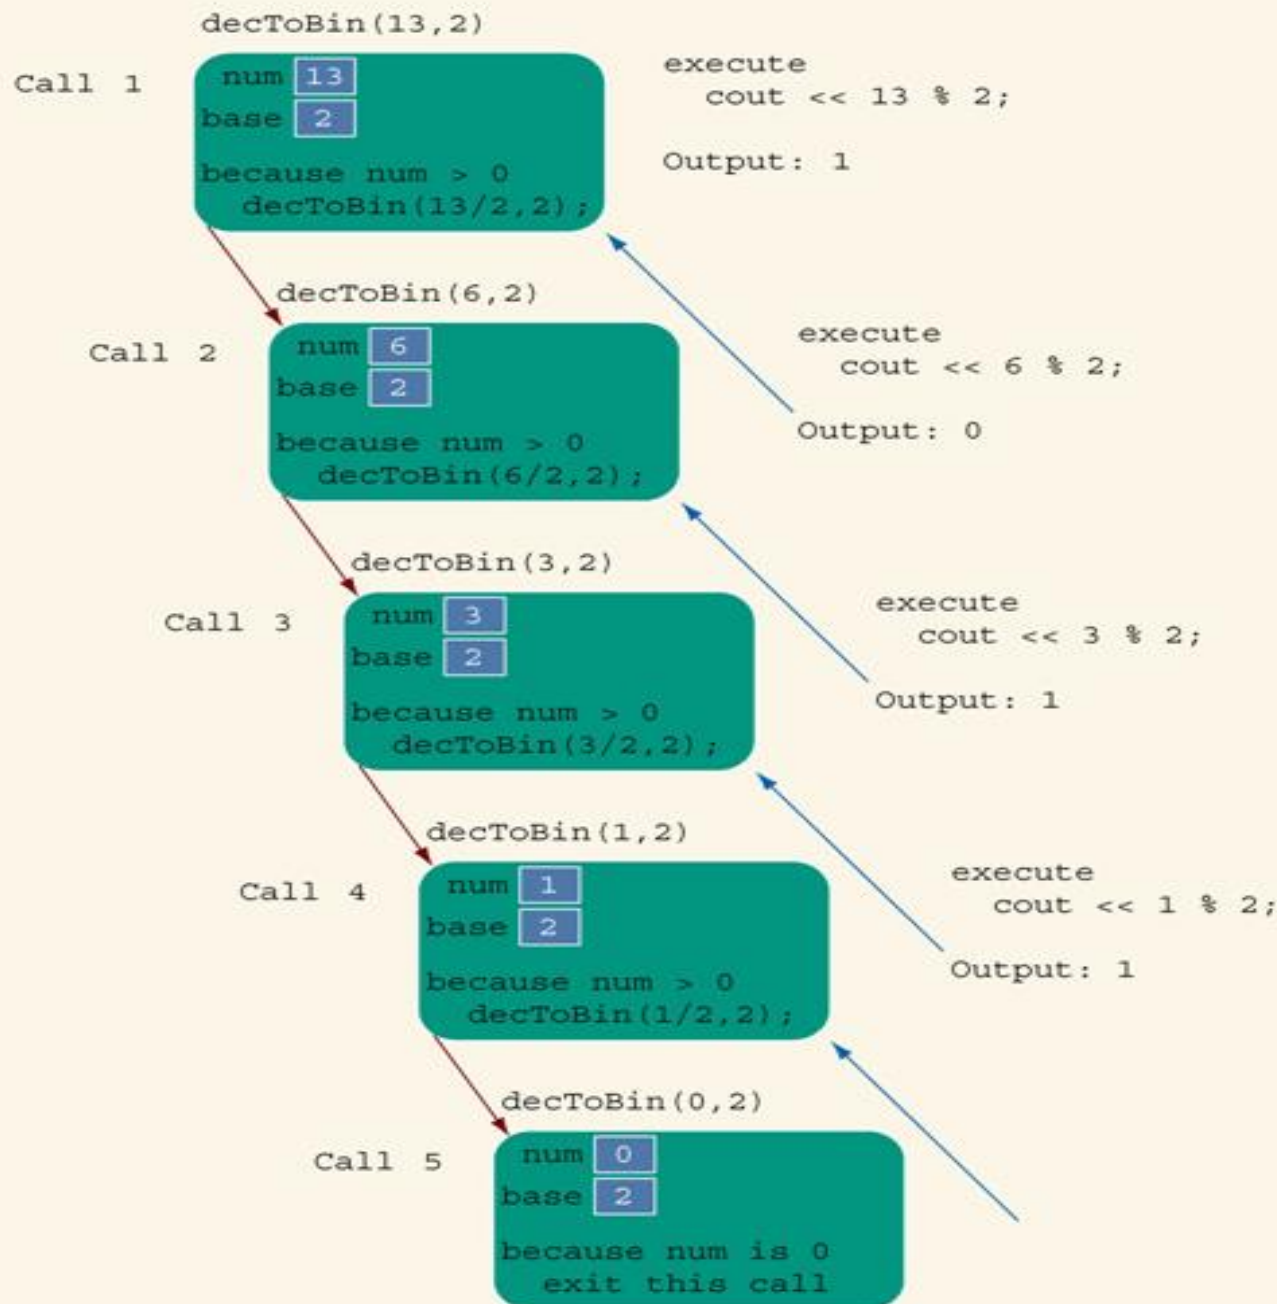 decToBin(13,2)
Call 1
num 13
base 2
because num > 0
decToBin(13/2,2);
execute
cout << 13 % 2;
Output: 1
decToBin(6,2)
Call 2
num 6
base 2
because num > 0
decToBin(6/2,2);
execute
cout << 6 % 2;
Output: 0
decToBin(3,2)
Call 3
num 3
base 2
because num > 0
decToBin(3/2,2);
execute
cout << 3 % 2;
Output: 1
decToBin(1,2)
Call 4
num 1
base 2
because num > 0
decToBin(1/2,2);
execute
cout << 1 % 2;
Output: 1
decToBin(0,2)
Call 5
num 0
base 2
because num is 0
exit this call